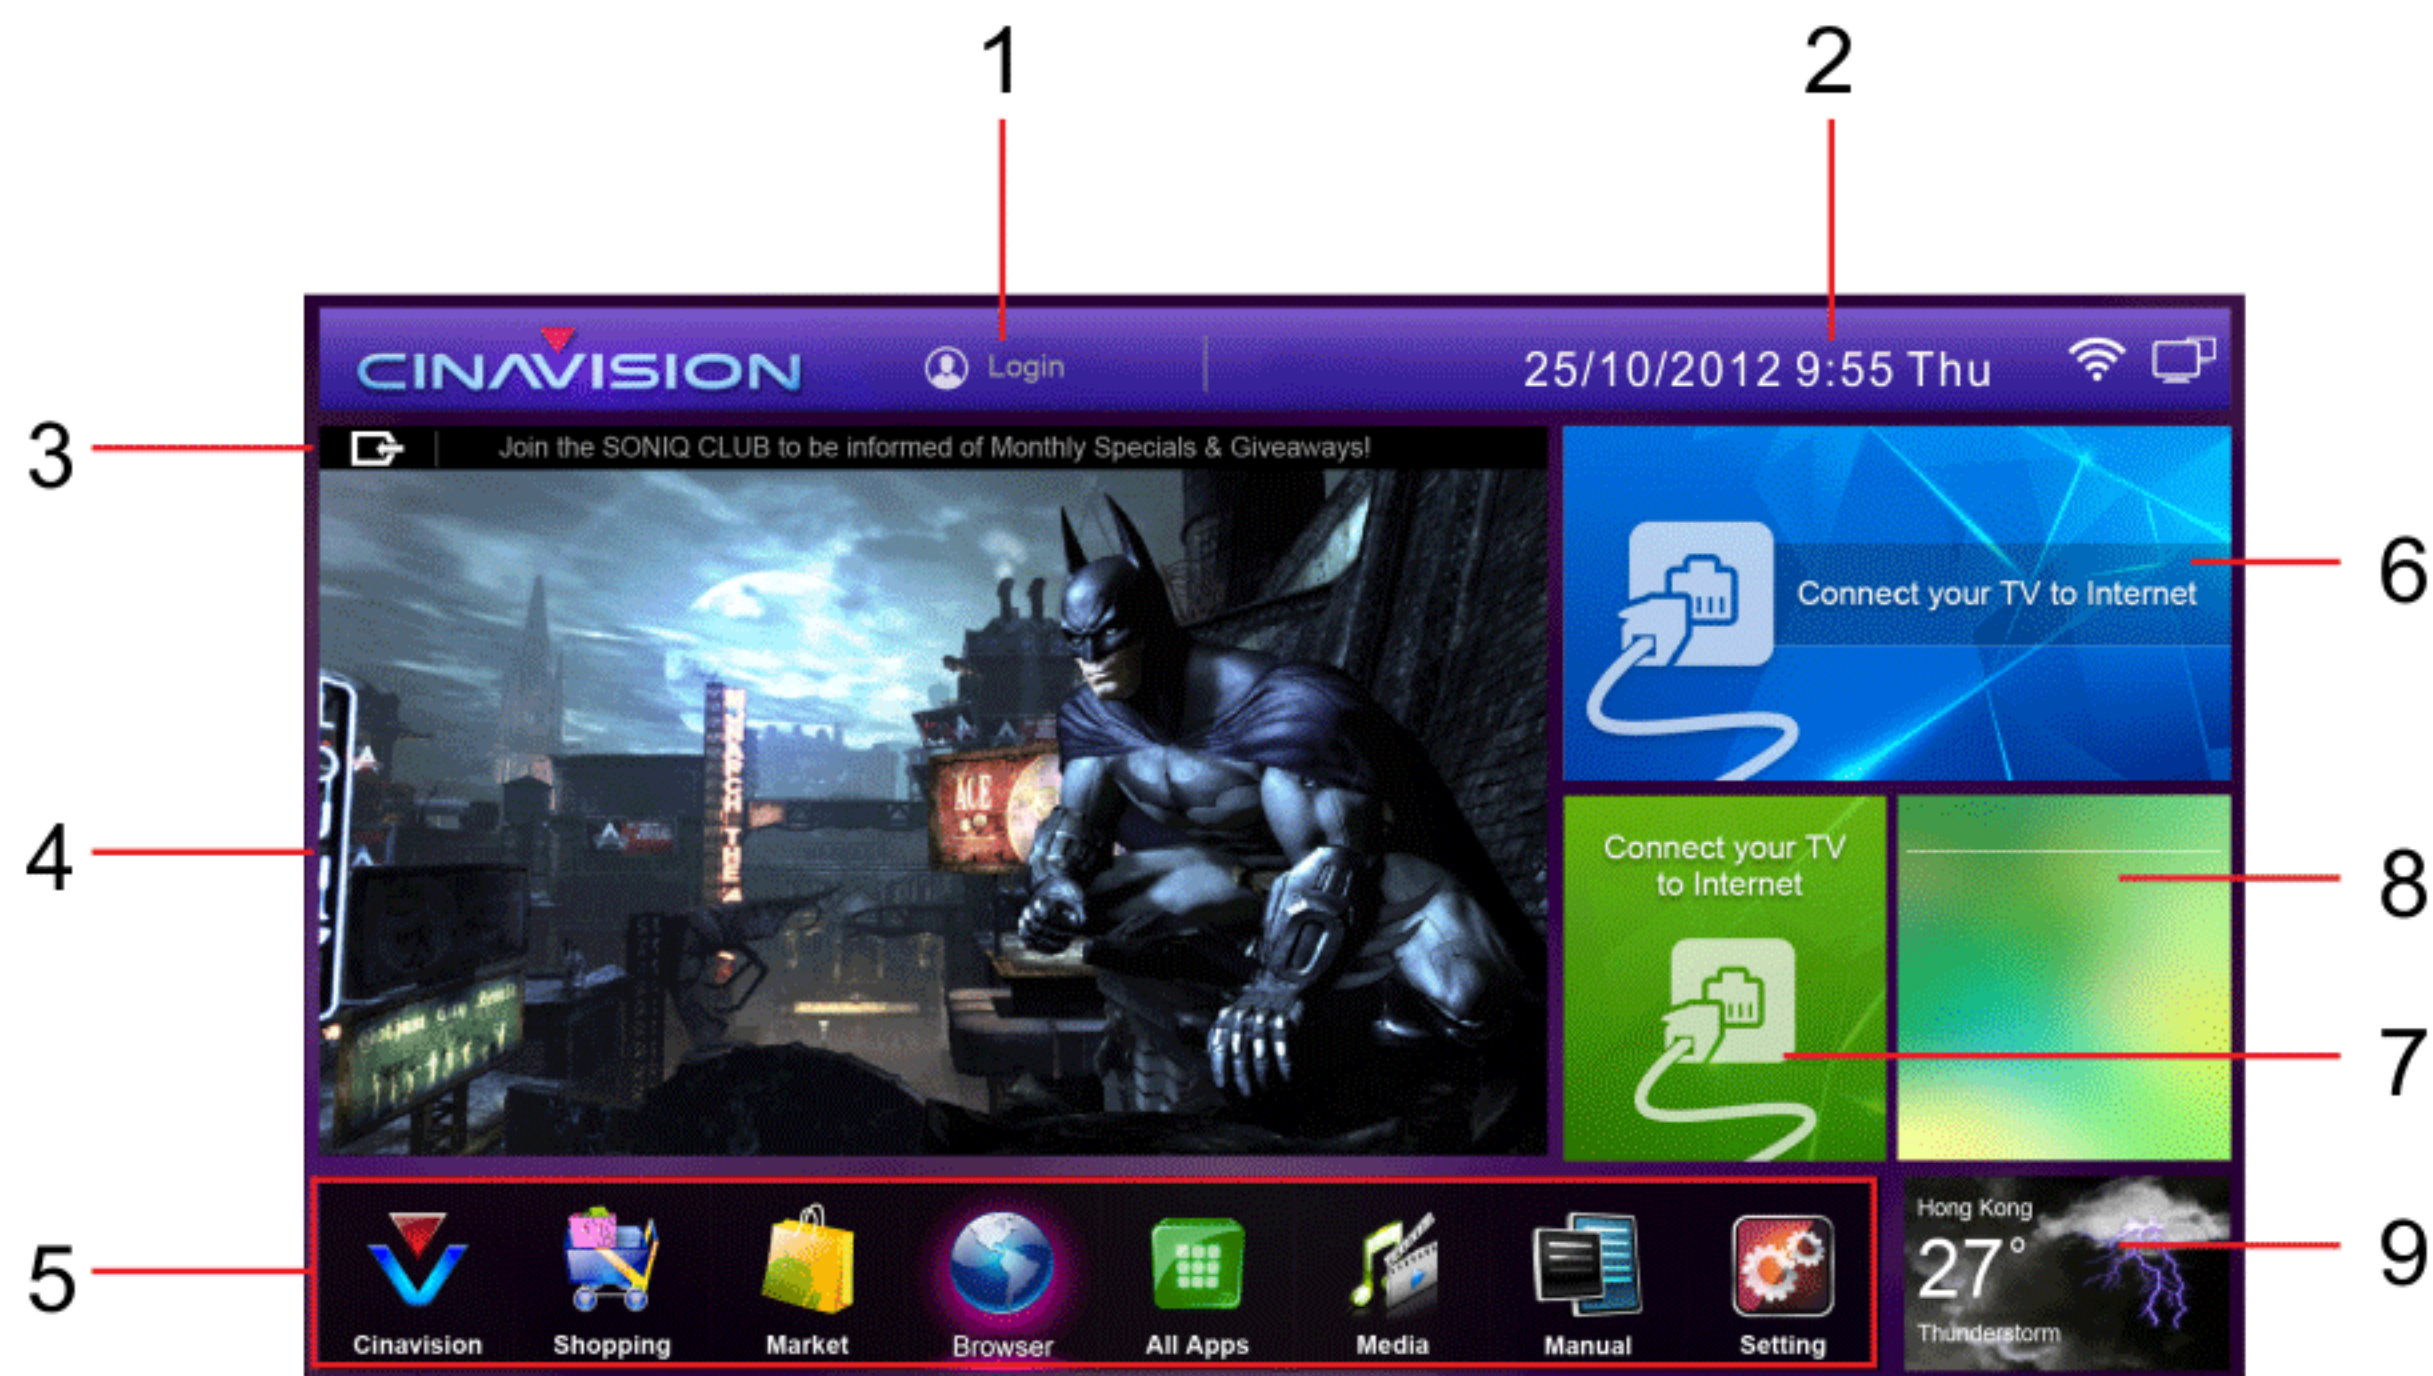 1
2
CINAVISION
Login
25/10/2012 9:55 Thu
3
Join the SONIQ CLUB to be informed of Monthly Specials & Giveaways!
6
Connect your TV to Internet
ACE
4
Connect your TV
to Internet
8
7
5
Cinavision
Shopping
Market
Browser
All Apps
Media
Manual
Setting
Hong Kong
27°
Thunderstorm
9